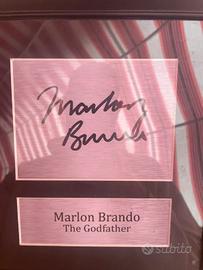 Marlon
Brando
Marlon Brando
The Godfather
subito